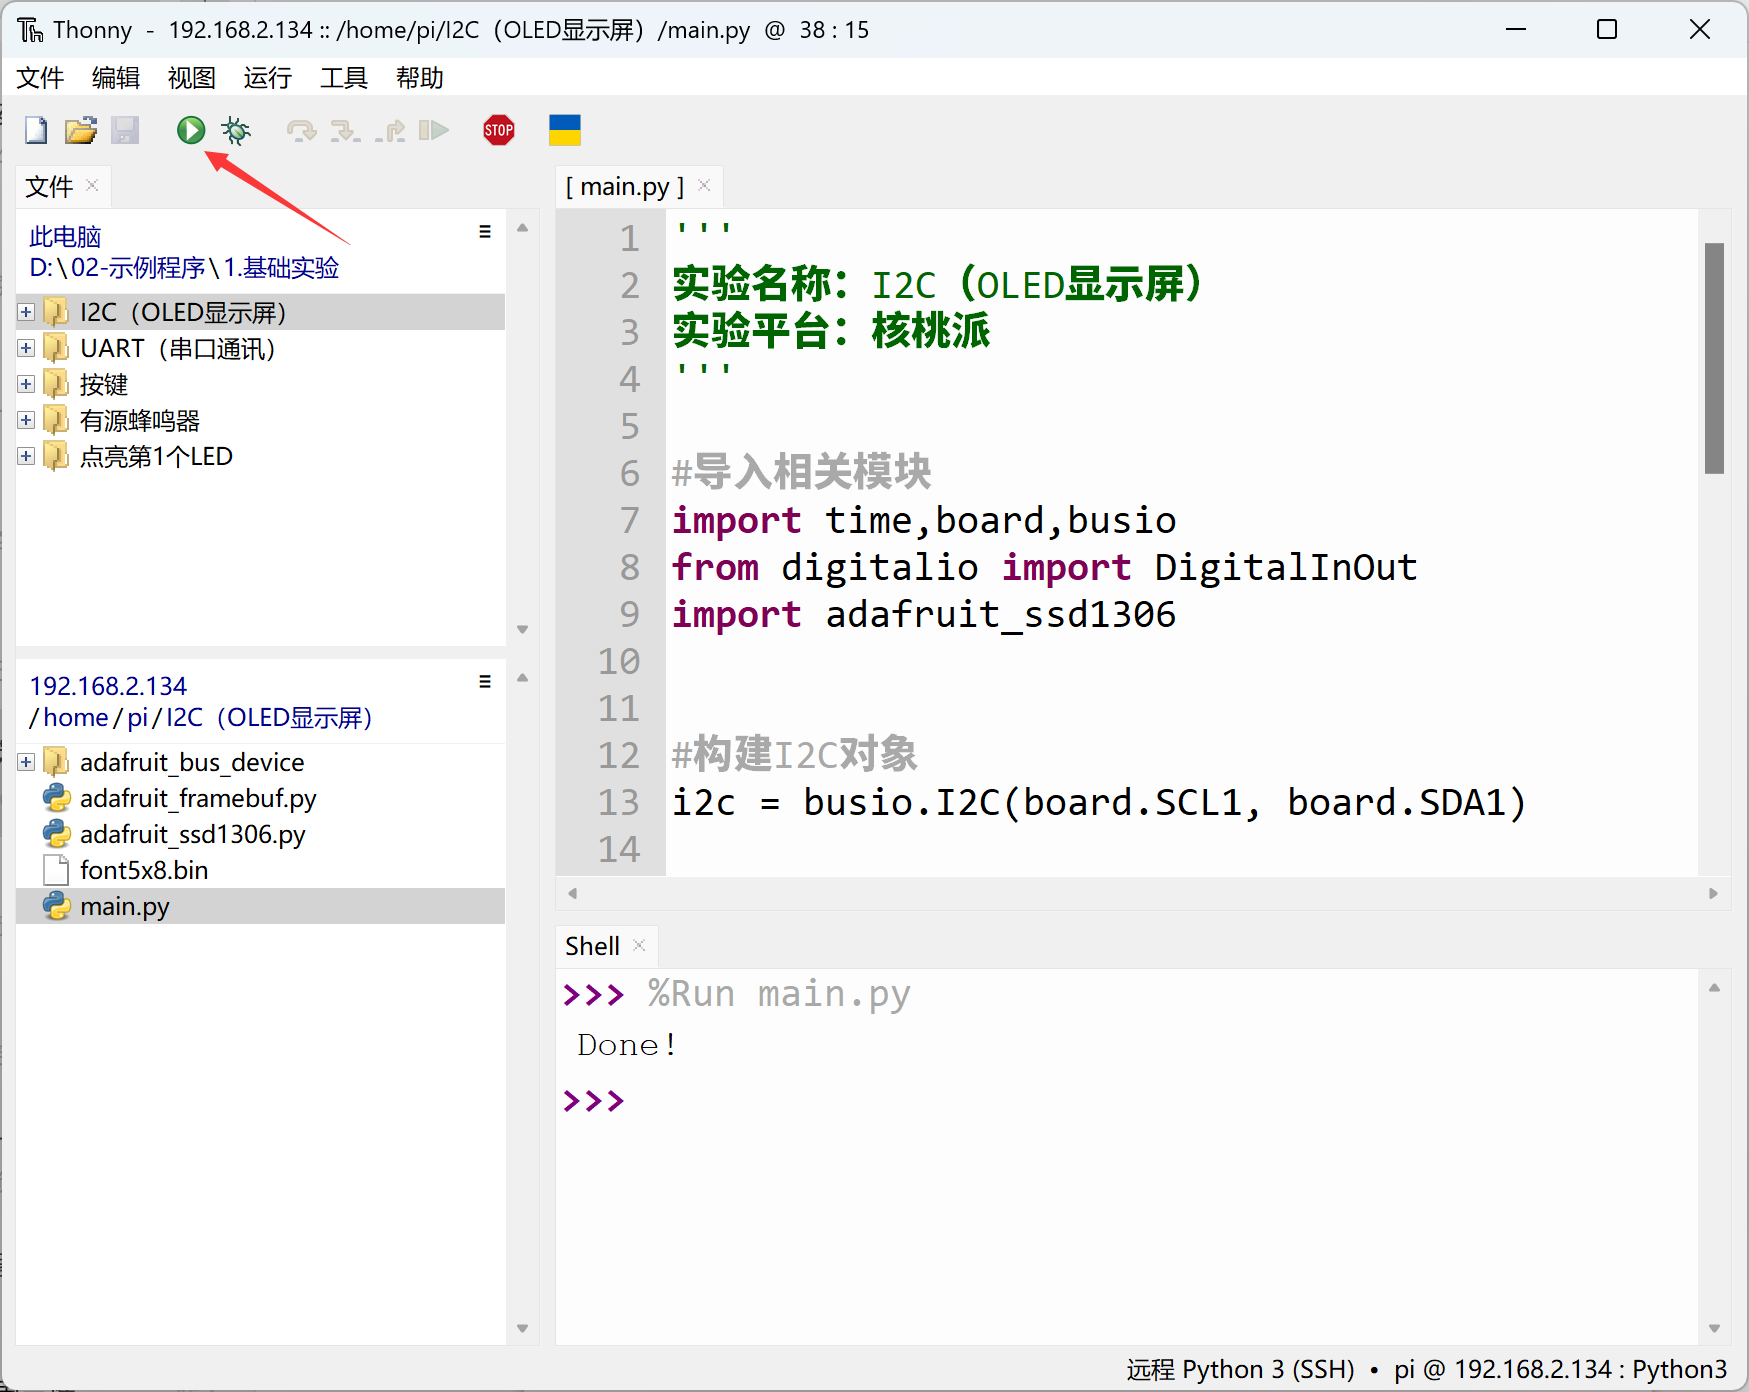 Thonny - 192.168.2.134 :: /home/pi/I2C（OLED显示屏）/main.py @ 38 : 15
文件 编辑 视图 运行 工具 帮助
STOP
文件
此电脑
D:\02-示例程序\1.基础实验
I2C（OLED显示屏）
UART（串口通讯）
按键
有源蜂鸣器
点亮第1个LED
192.168.2.134
/home/pi/I2C（OLED显示屏）
adafruit_bus_device
adafruit_framebuf.py
adafruit_ssd1306.py
font5x8.bin
main.py
[ main.py ]
1 '''
2 实验名称：I2C（OLED显示屏）
3 实验平台：核桃派
4 '''
5
6 #导入相关模块
7 import time,board,busio
8 from digitalio import DigitalInOut
9 import adafruit_ssd1306
10
11
12 #构建I2C对象
13 i2c = busio.I2C(board.SCL1, board.SDA1)
14
Shell
>>> %Run main.py
Done!
>>>
远程 Python 3 (SSH) • pi @ 192.168.2.134 : Python3